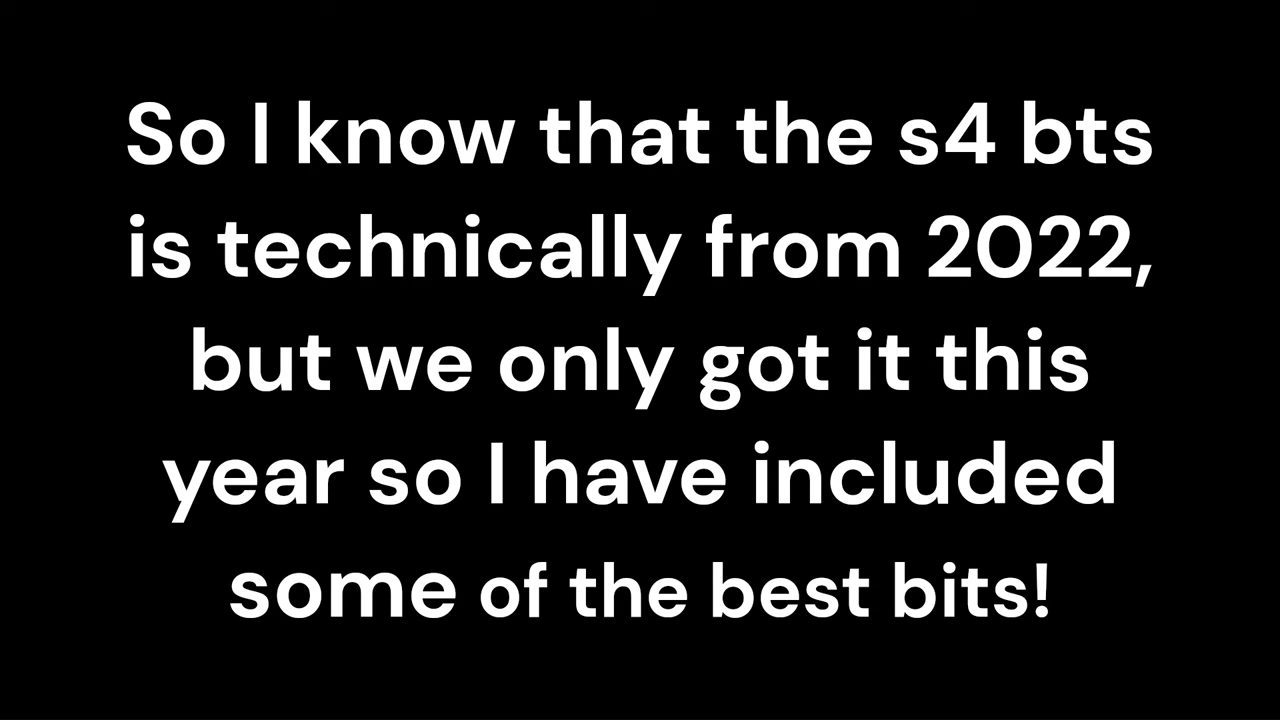 So I know that the s4 bts
is technically from 2022,
but we only got it this
year so I have included
some of the best bits!